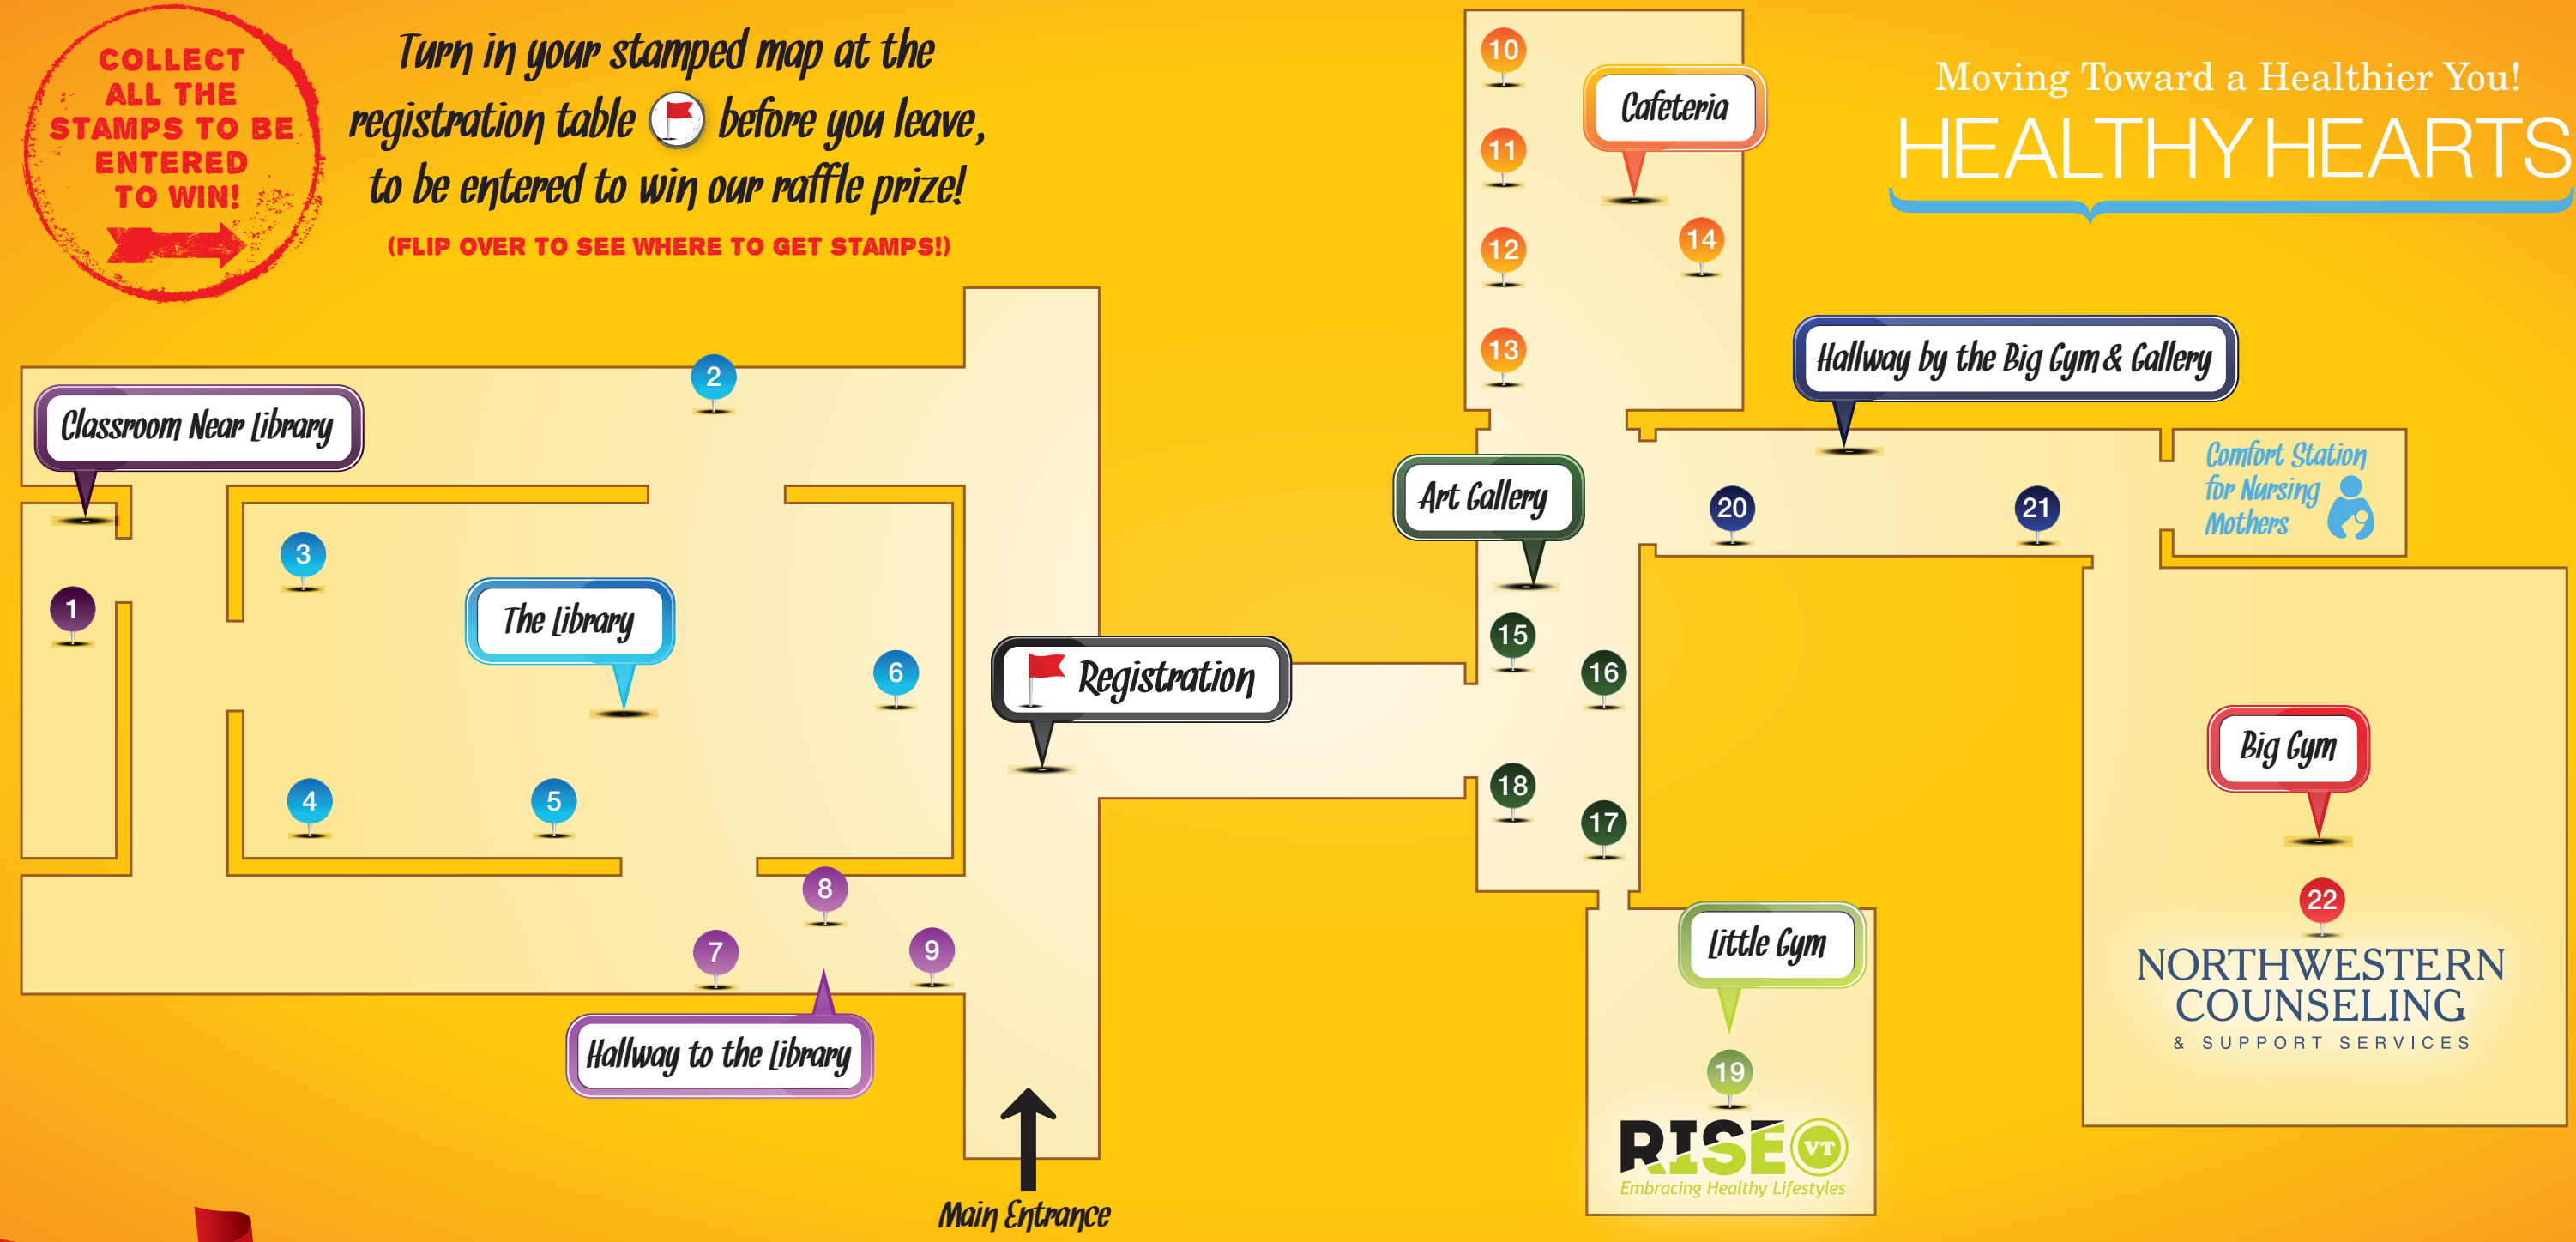 COLLECT
ALL THE
STAMPS TO BE
ENTERED
TO WIN!
Turn in your stamped map at the
registration table before you leave,
to be entered to win our raffle prize!
(FLIP OVER TO SEE WHERE TO GET STAMPS!)
Moving Toward a Healthier You!
HEALTHY HEARTS
10
11
Cafeteria
12
14
13
2
Classroom Near Library
3
1
The Library
6
4
5
8
7
9
Hallway to the Library
Registration
Main Entrance
Hallway by the Big Gym & Gallery
Art Gallery
20
21
Comfort Station
for Nursing
Mothers
15
16
18
17
Little Gym
19
RISE VT
Embracing Healthy Lifestyles
Big Gym
22
NORTHWESTERN
COUNSELING
& SUPPORT SERVICES